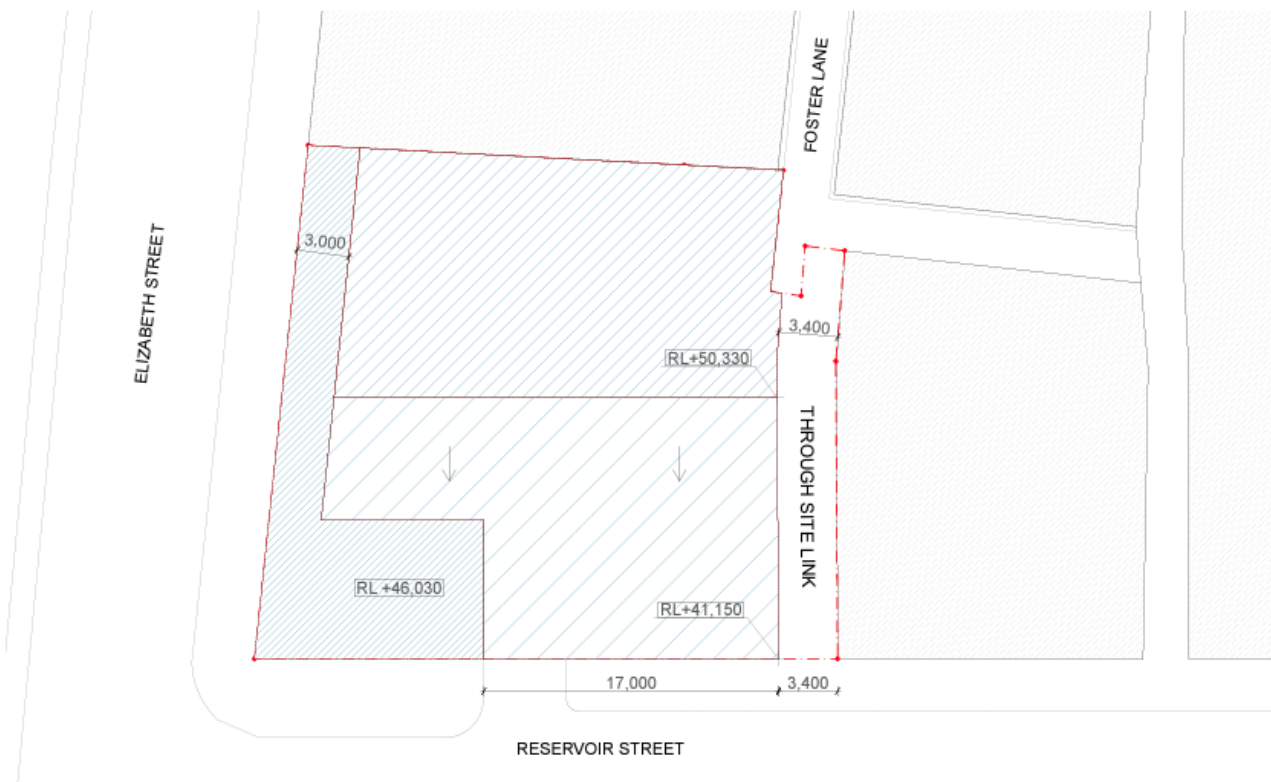 FOSTER LANE
ELIZABETH STREET
3.000
3,400
RL+50,330
THROUGH SITE LINK
RL +46,030
RL+41,150
17,000
3,400
RESERVOIR STREET